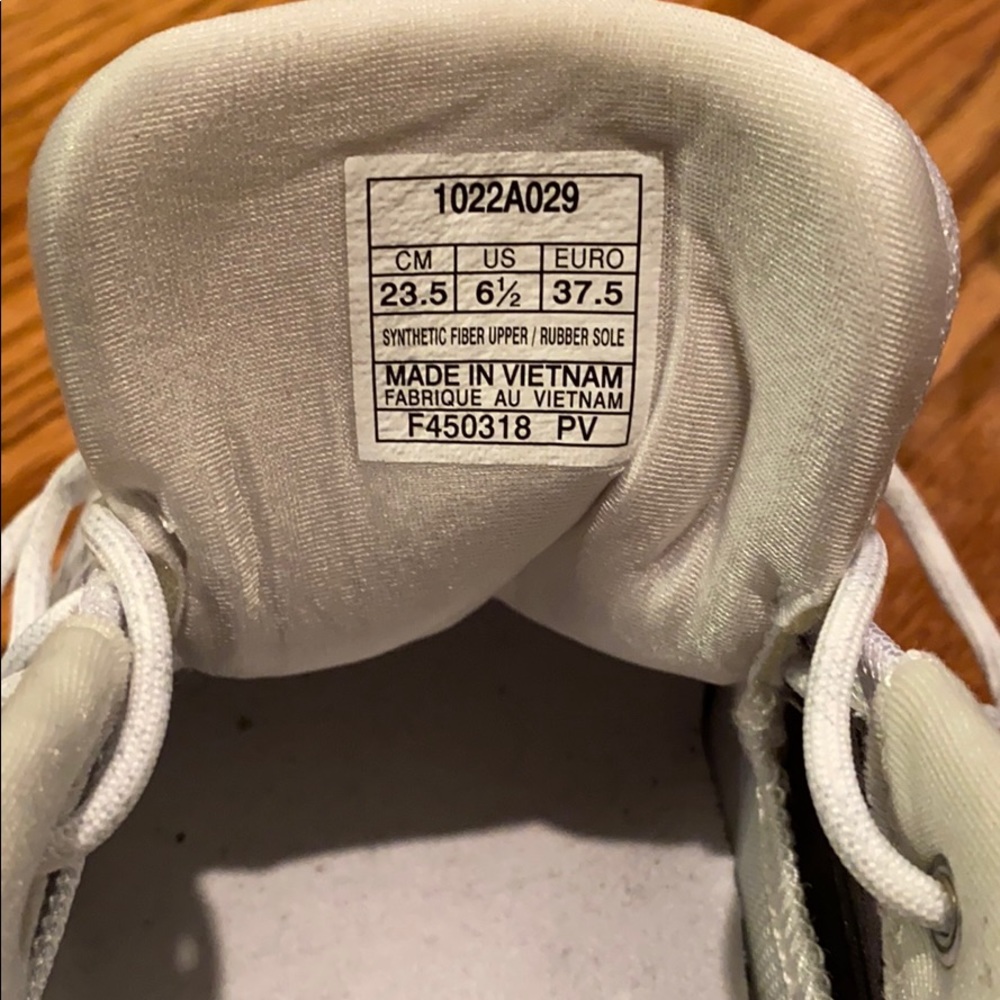 1022A029
CM US EURO
23.5 6½ 37.5
SYNTHETIC FIBER UPPER / RUBBER SOLE
MADE IN VIETNAM
FABRIQUE AU VIETNAM
F450318 PV